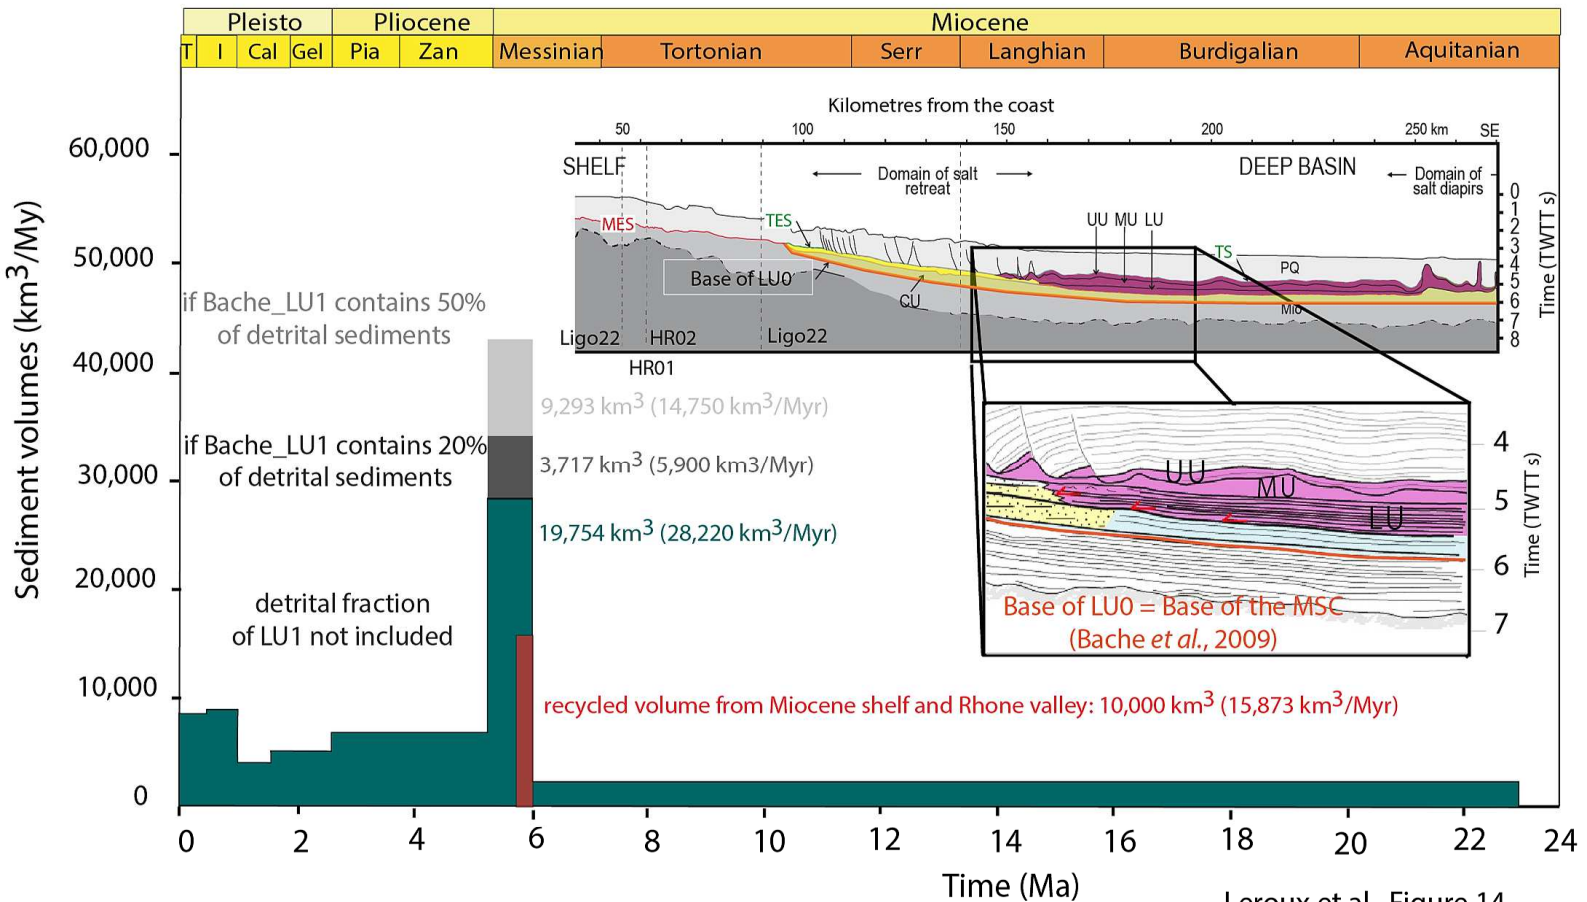 Pleisto Pliocene Miocene
T I Cal Gel Pia Zan Messinian Tortonian Serr Langhian Burdigalian Aquitanian
Kilometres from the coast
50 100 150 200 250 km SE
SHELF
Domain of salt
retreat
DEEP BASIN
Domain of
salt diapirs
MES
TES
UU MU LU
TS
PQ
Base of LU0
CU
Mio
Ligo22
HR02
Ligo22
HR01
0
1
2
3
4
5
6
7
8
Time (TWTT s)
60,000
50,000
40,000
30,000
20,000
10,000
0
Sediment volumes (km³/My)
if Bache_LU1 contains 50%
of detrital sediments
9,293 km³ (14,750 km³/Myr)
if Bache_LU1 contains 20%
of detrital sediments
3,717 km³ (5,900 km3/Myr)
19,754 km³ (28,220 km³/Myr)
detrital fraction
of LU1 not included
recycled volume from Miocene shelf and Rhone valley: 10,000 km³ (15,873 km³/Myr)
UU
MU
LU
4
5
6
7
Time (TWTT s)
Base of LU0 = Base of the MSC
(Bache et al., 2009)
0 2 4 6 8 10 12 14 16 18 20 22 24
Time (Ma)
Leroux et al. Figure 14